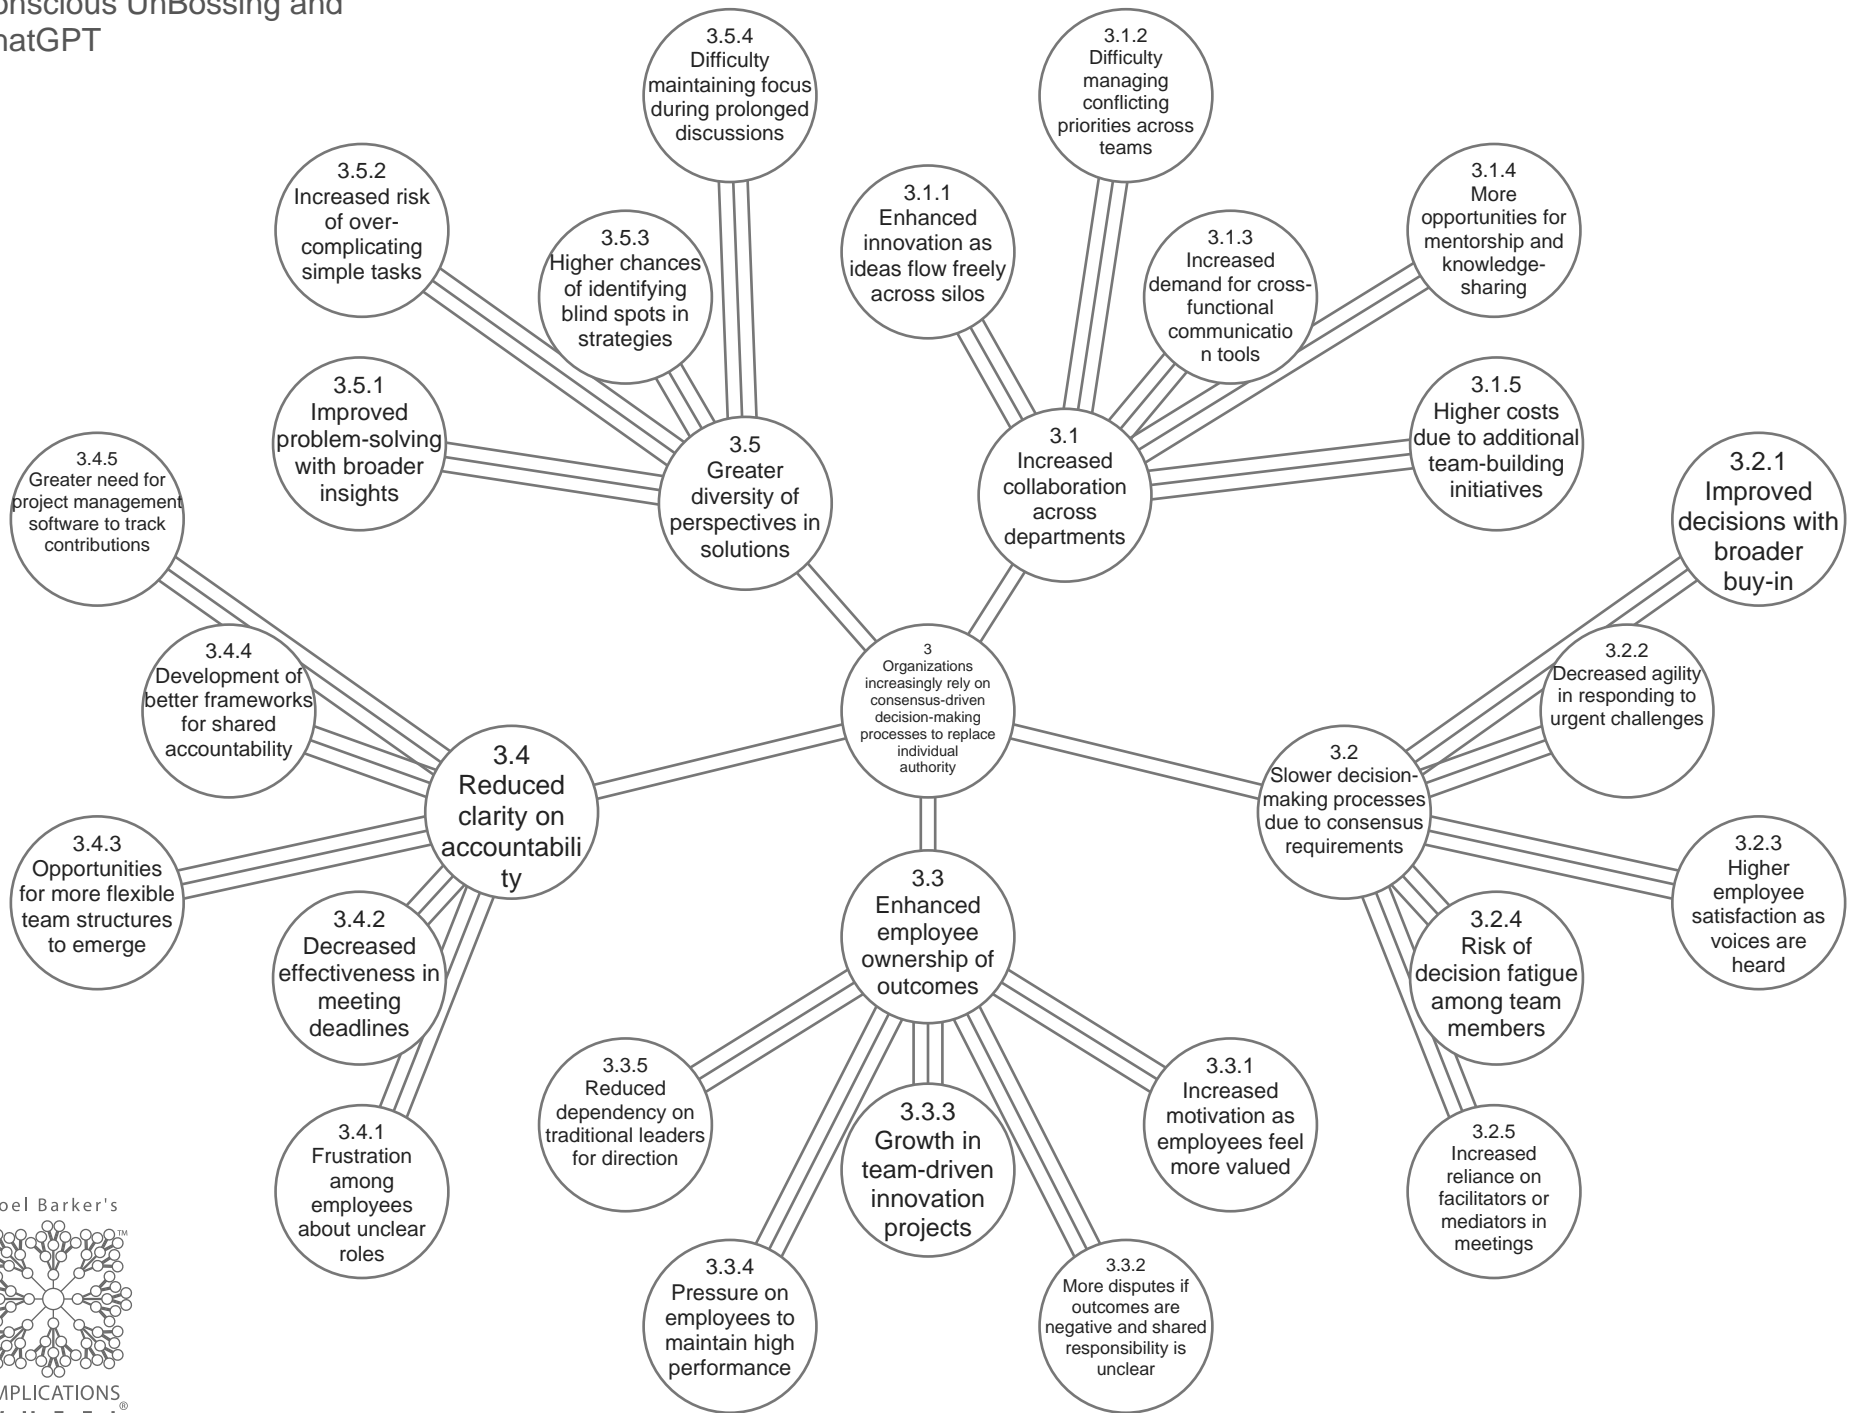 onscious UnBossing and
hatGPT
3.5.4
Difficulty
maintaining focus
during prolonged
discussions
3.1.2
Difficulty
managing
conflicting
priorities across
teams
3.5.2
Increased risk
of over-
complicating
simple tasks
3.5.3
Higher chances
of identifying
blind spots in
strategies
3.1.1
Enhanced
innovation as
ideas flow freely
across silos
3.1.3
Increased
demand for cross-
functional
communicatio
n tools
3.1.4
More
opportunities for
mentorship and
knowledge-
sharing
3.5.1
Improved
problem-solving
with broader
insights
3.5
Greater
diversity of
perspectives in
solutions
3.1
Increased
collaboration
across
departments
3.1.5
Higher costs
due to additional
team-building
initiatives
3.4.5
Greater need for
project management
software to track
contributions
3.2.1
Improved
decisions with
broader
buy-in
3.4.4
Development of
better frameworks
for shared
accountability
3
Organizations
increasingly rely on
consensus-driven
decision-making
processes to replace
individual
authority
3.2.2
Decreased agility
in responding to
urgent challenges
3.4
Reduced
clarity on
accountabili
ty
3.2
Slower decision-
making processes
due to consensus
requirements
3.4.3
Opportunities
for more flexible
team structures
to emerge
3.4.2
Decreased
effectiveness in
meeting
deadlines
3.3
Enhanced
employee
ownership of
outcomes
3.2.4
Risk of
decision fatigue
among team
members
3.2.3
Higher
employee
satisfaction as
voices are
heard
3.4.1
Frustration
among
employees
about unclear
roles
3.3.5
Reduced
dependency on
traditional leaders
for direction
3.3.3
Growth in
team-driven
innovation
projects
3.3.1
Increased
motivation as
employees feel
more valued
3.2.5
Increased
reliance on
facilitators or
mediators in
meetings
3.3.4
Pressure on
employees to
maintain high
performance
3.3.2
More disputes if
outcomes are
negative and shared
responsibility is
unclear
oel Barker's
™
MPLICATIONS
®